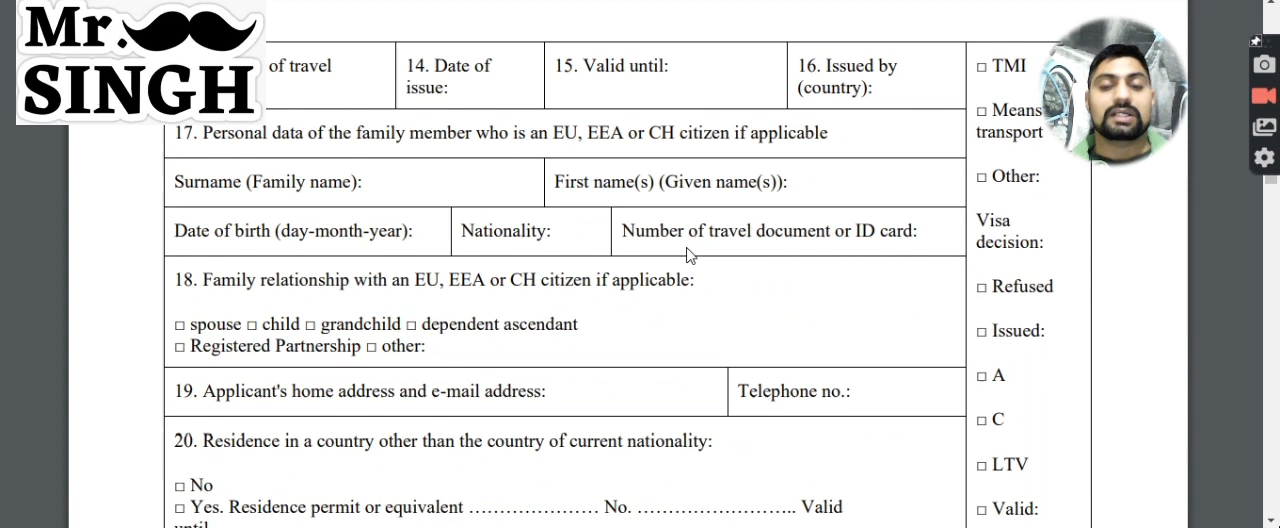 Mr.
SINGH
of travel
14. Date of
issue:
15. Valid until:
16. Issued by
(country):
17. Personal data of the family member who is an EU, EEA or CH citizen if applicable
Surname (Family name):
First name(s) (Given name(s)):
Date of birth (day-month-year):
Nationality:
Number of travel document or ID card:
18. Family relationship with an EU, EEA or CH citizen if applicable:
□ spouse □ child □ grandchild □ dependent ascendant
□ Registered Partnership □ other:
19. Applicant's home address and e-mail address:
Telephone no.:
20. Residence in a country other than the country of current nationality:
□ No
□ Yes. Residence permit or equivalent ………………… No. …………………….. Valid
until
□ TMI
□ Means
transport
□ Other:
Visa
decision:
□ Refused
□ Issued:
□ A
□ C
□ LTV
□ Valid: